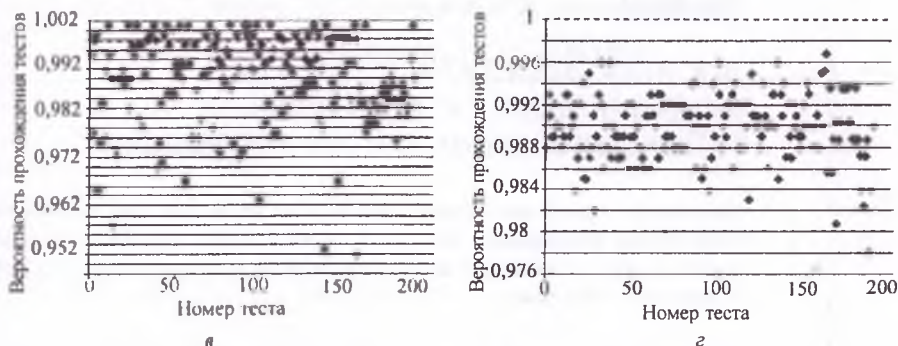 Вероятность прохождения тестов
1,002
0,992
0,982
0,972
0,962
0,952
0 50 100 150 200
Номер теста
в
Вероятность прохождения тестов
1
0,996
0,992
0,988
0,984
0,98
0,976
0 50 100 150 200
Номер теста
г